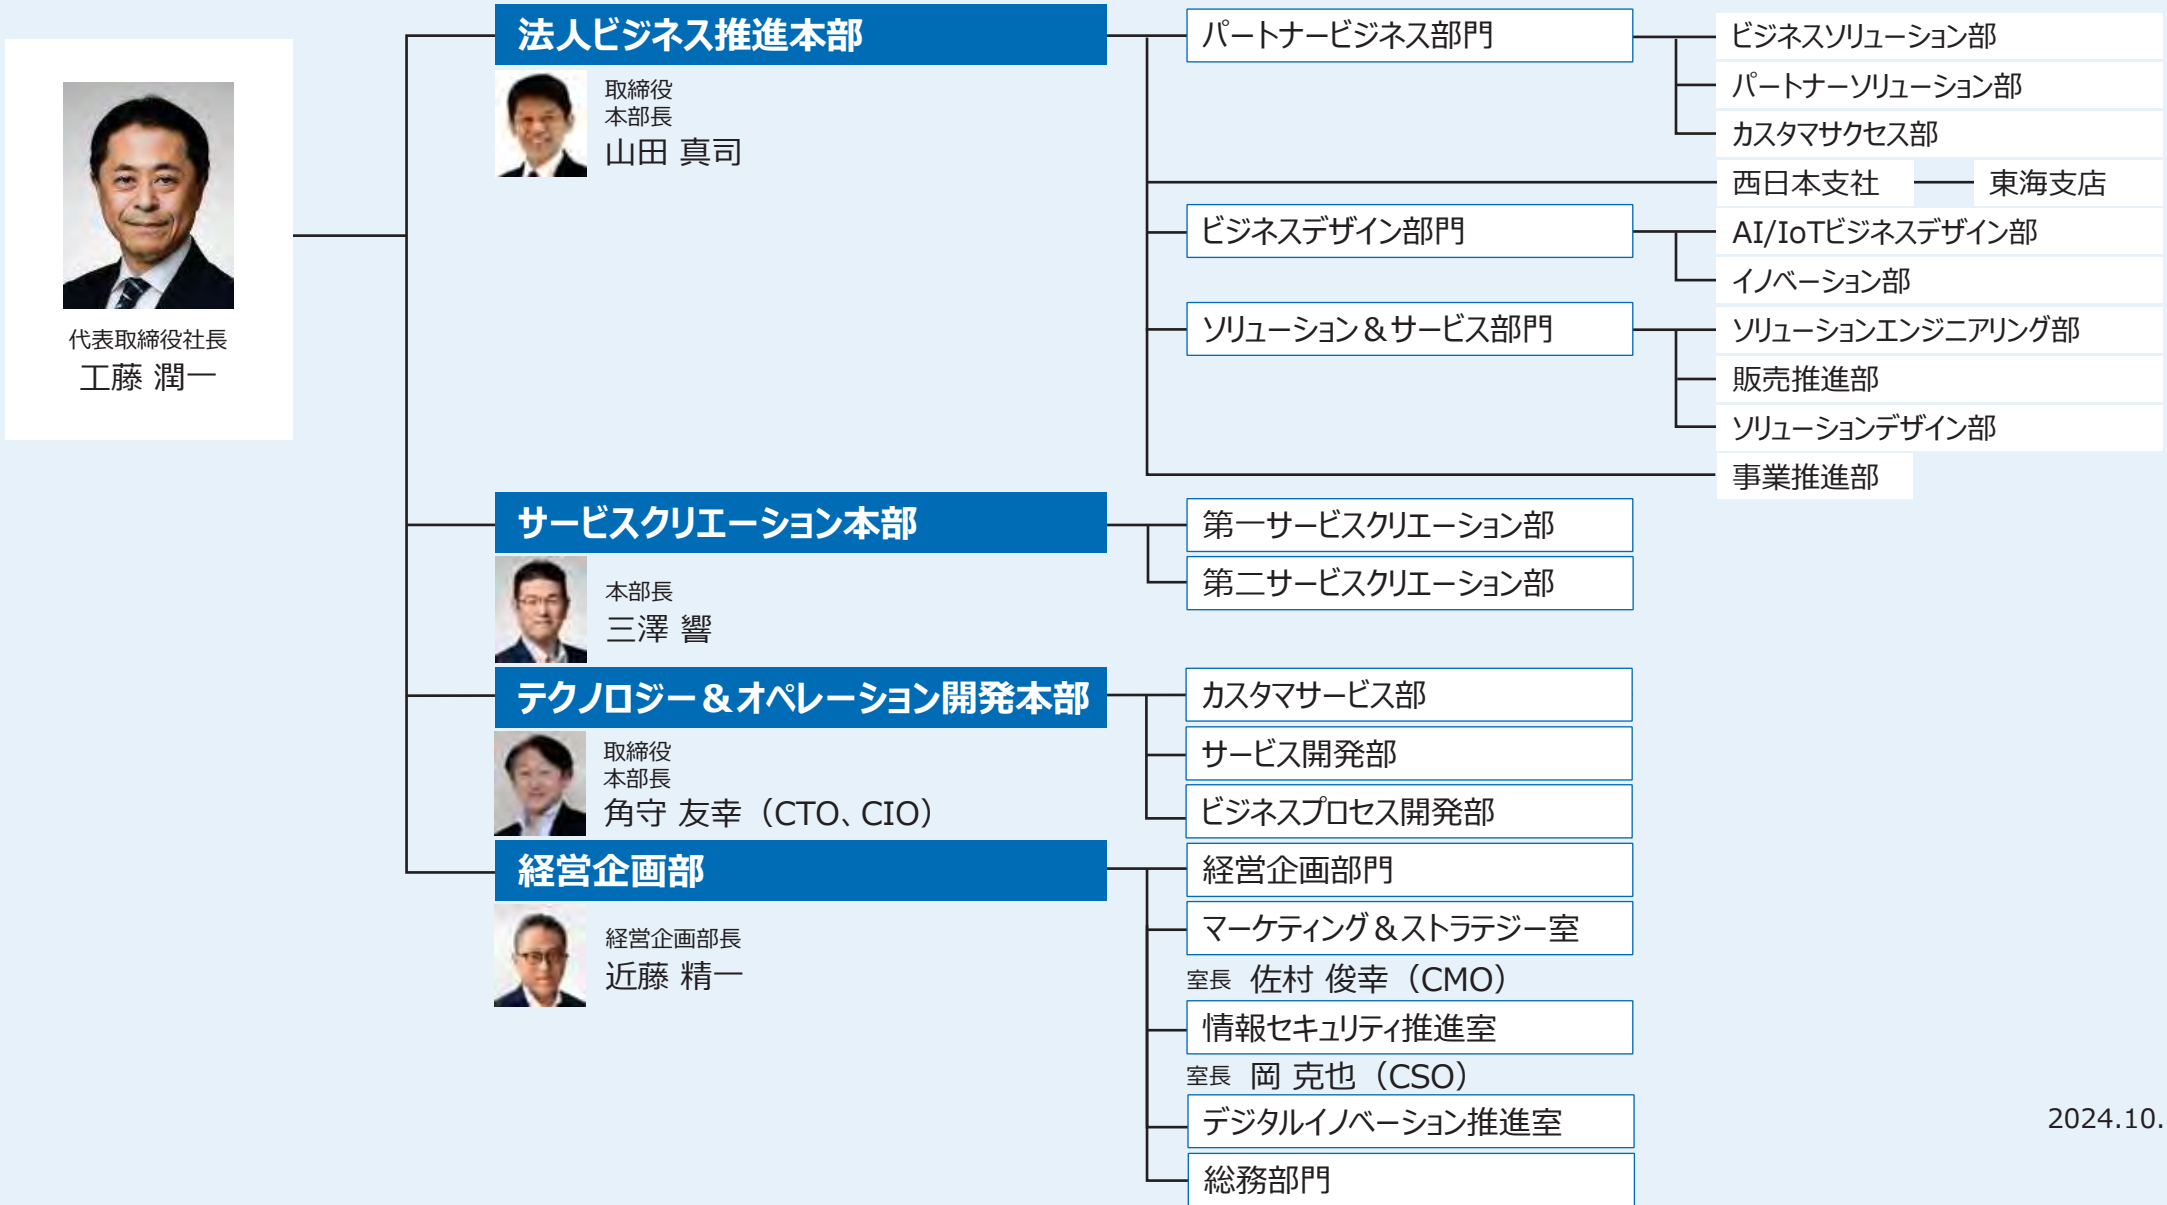 代表取締役社長
工藤 潤一
法人ビジネス推進本部
取締役
本部長
山田 真司
パートナービジネス部門
ビジネスソリューション部
パートナーソリューション部
カスタマサクセス部
西日本支社 東海支店
ビジネスデザイン部門
AI/IoTビジネスデザイン部
イノベーション部
ソリューション＆サービス部門
ソリューションエンジニアリング部
販売推進部
ソリューションデザイン部
事業推進部
サービスクリエーション本部
本部長
三澤 響
第一サービスクリエーション部
第二サービスクリエーション部
テクノロジー＆オペレーション開発本部
取締役
本部長
角守 友幸（CTO、CIO）
カスタマサービス部
サービス開発部
ビジネスプロセス開発部
経営企画部
経営企画部長
近藤 精一
経営企画部門
マーケティング＆ストラテジー室
室長 佐村 俊幸（CMO）
情報セキュリティ推進室
室長 岡 克也（CSO）
デジタルイノベーション推進室
総務部門
2024.10.